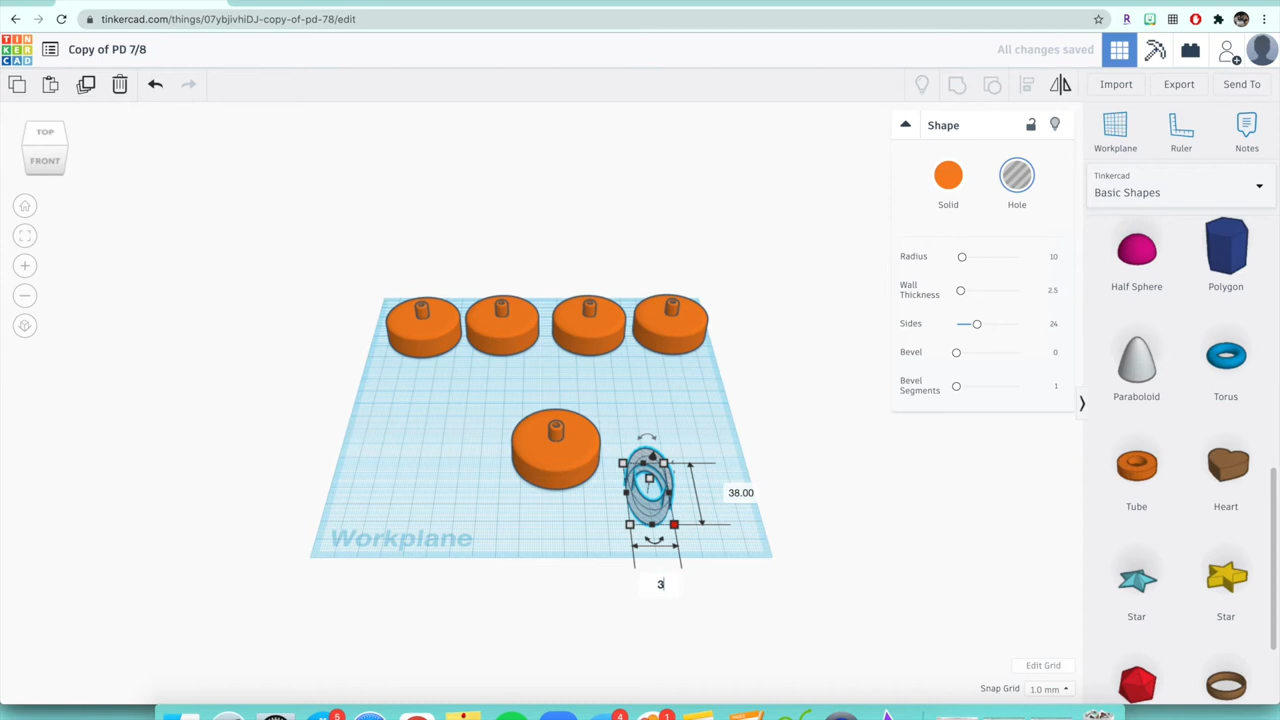 tinkercad.com/things/07ybjivhiDJ-copy-of-pd-78/edit
R
TIN
KER
CAD
Copy of PD 7/8
All changes saved
Import
Export
Send To
TOP
FRONT
Shape
Solid
Hole
Radius
10
Wall
Thickness
2.5
Sides
24
Bevel
0
Bevel
Segments
1
Workplane
Ruler
Notes
Tinkercad
Basic Shapes
Half Sphere
Polygon
Paraboloid
Torus
Tube
Heart
Star
Star
38.00
3
Workplane
Edit Grid
Snap Grid
1.0 mm
5
4
1